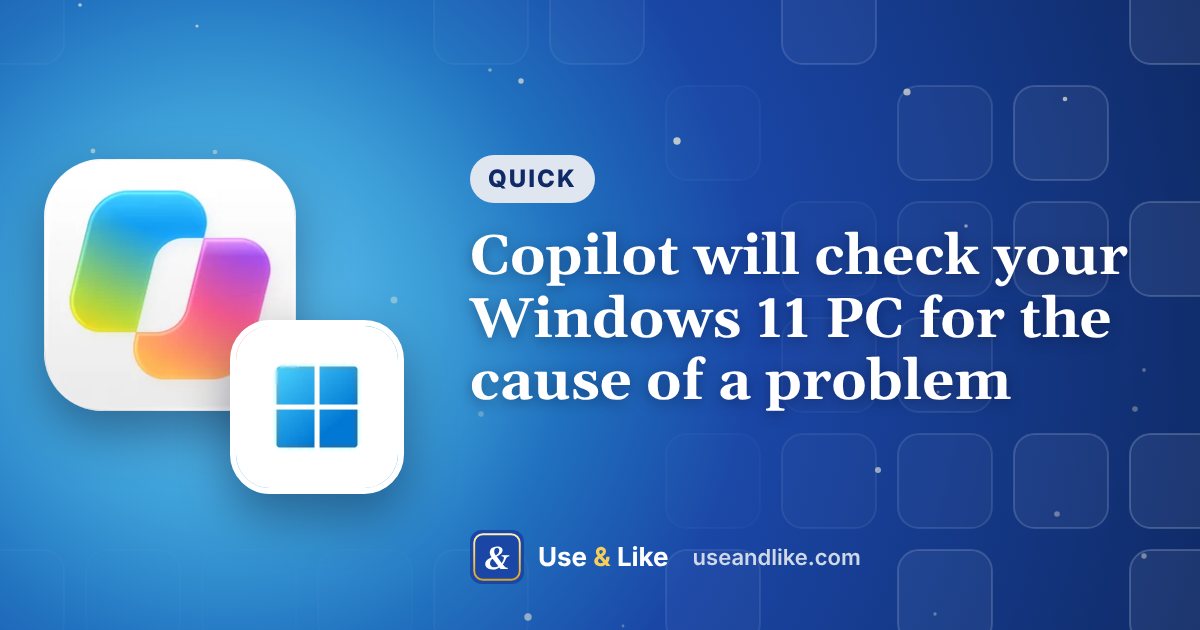 QUICK
Copilot will check your
Windows 11 PC for the
cause of a problem
& Use & Like useandlike.com